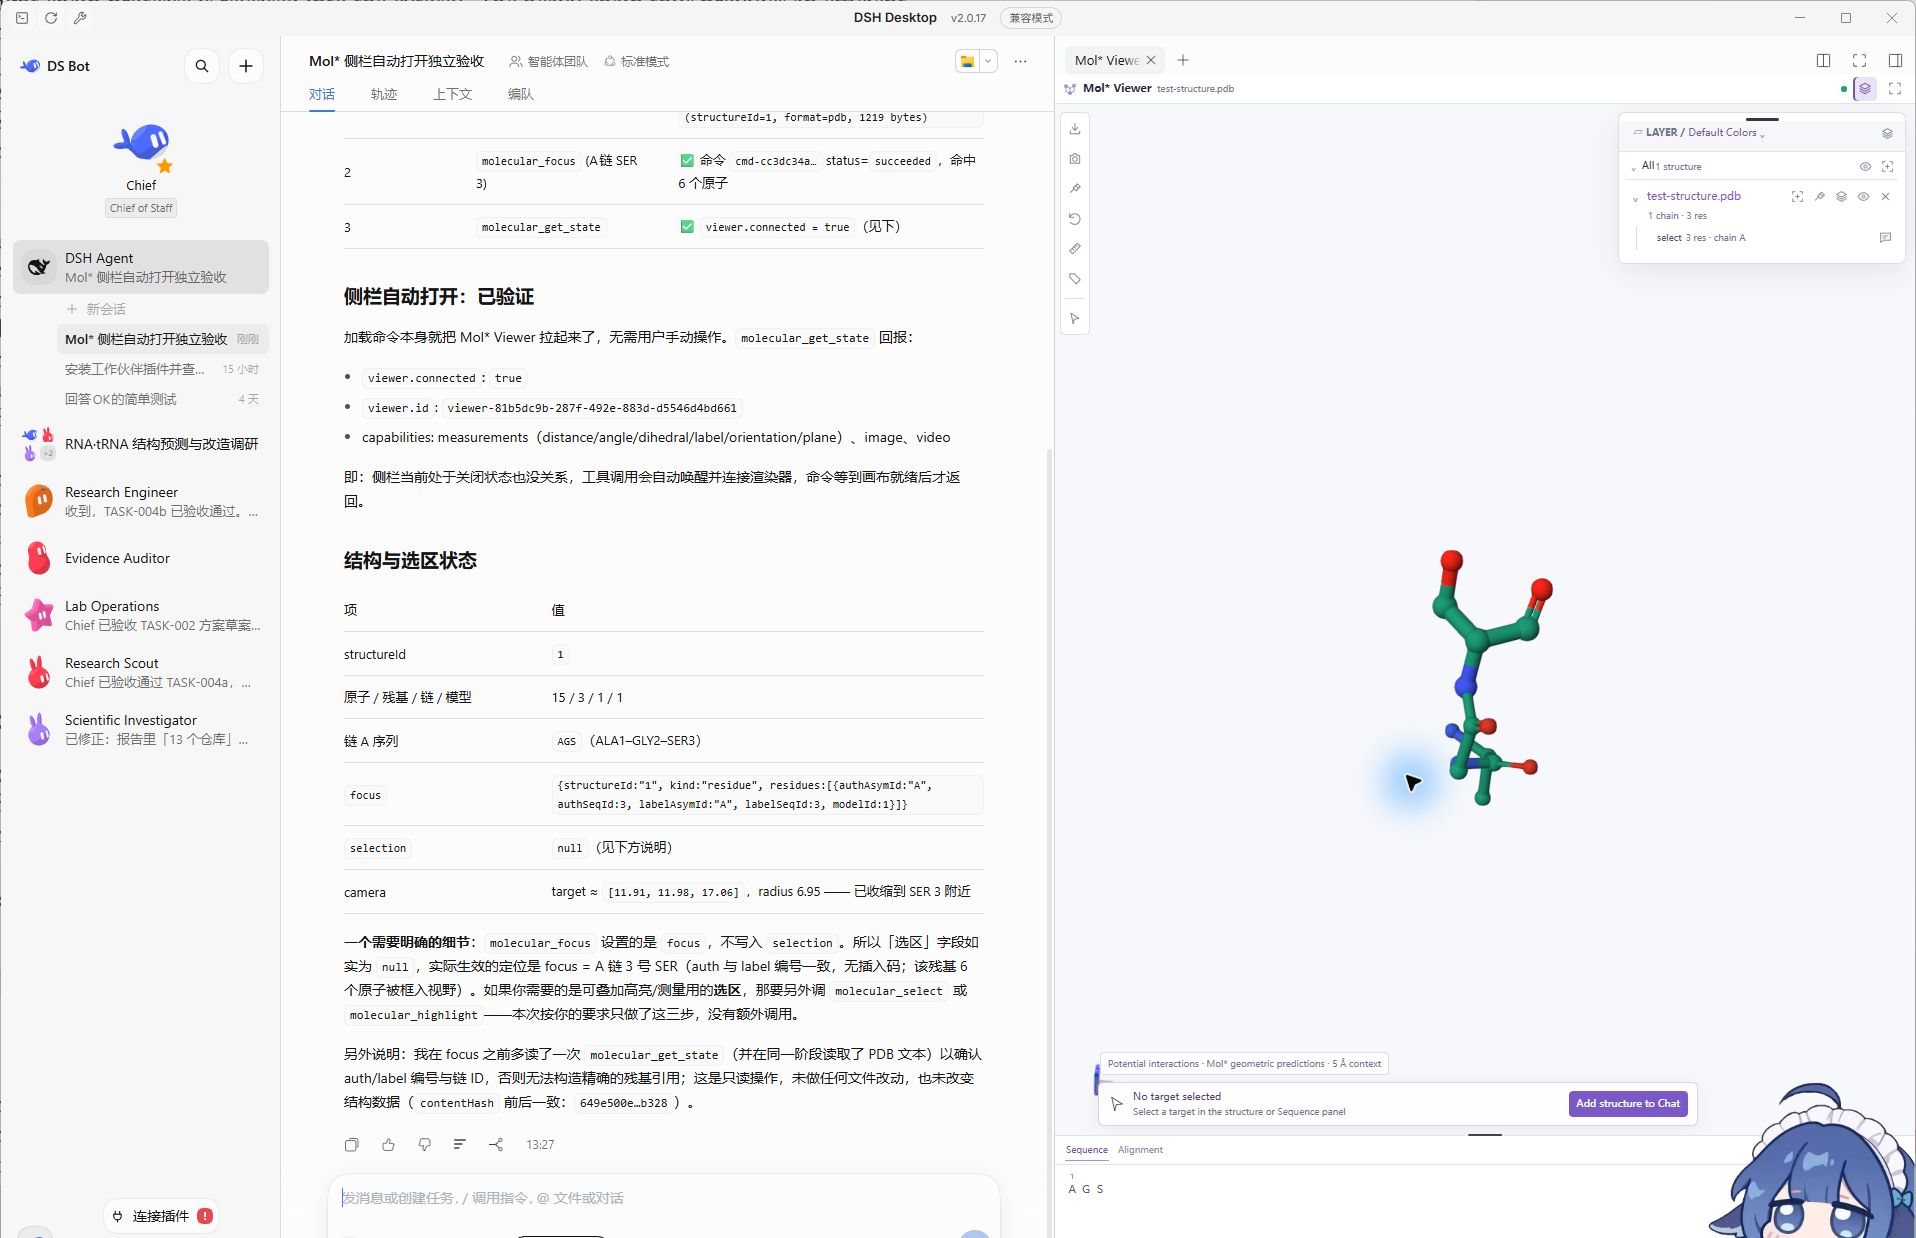 DSH Desktop v2.0.17 兼容模式
DS Bot
Chief
Chief of Staff
DSH Agent
Mol* 侧栏自动打开独立验收
新会话
Mol* 侧栏自动打开独立验收 刚刚
安装工作伙伴插件并查... 15 小时
回答OK的简单测试 4 天
+2
RNA·tRNA 结构预测与改造调研
Research Engineer
收到，TASK-004b 已验收通过。...
Evidence Auditor
Lab Operations
Chief 已验收 TASK-002 方案草案...
Research Scout
Chief 已验收通过 TASK-004a，...
Scientific Investigator
已修正：报告里「13 个仓库」...
连接插件
Mol* 侧栏自动打开独立验收 智能体团队 标准模式
对话 轨迹 上下文 编队
(structureId=1, format=pdb, 1219 bytes)
2 molecular_focus (A 链 SER 3) ✅ 命令 cmd-cc3dc34a… status= succeeded ，命中 6 个原子
3 molecular_get_state ✅ viewer.connected = true （见下）
侧栏自动打开：已验证
加载命令本身就把 Mol* Viewer 拉起来了，无需用户手动操作。 molecular_get_state 回报：
• viewer.connected : true
• viewer.id : viewer-81b5dc9b-287f-492e-883d-d5546d4bd661
• capabilities: measurements（distance/angle/dihedral/label/orientation/plane）、image、video
即：侧栏当前处于关闭状态也没关系，工具调用会自动唤醒并连接渲染器，命令等到画布就绪后才返
回。
结构与选区状态
项 值
structureId 1
原子 / 残基 / 链 / 模型 15 / 3 / 1 / 1
链 A 序列 AGS （ALA1–GLY2–SER3）
focus {structureId:"1", kind:"residue", residues:[{authAsymId:"A",
authSeqId:3, labelAsymId:"A", labelSeqId:3, modelId:1}]}
selection null （见下方说明）
camera target ≈ [11.91, 11.98, 17.06] ，radius 6.95 —— 已收缩到 SER 3 附近
一个需要明确的细节： molecular_focus 设置的是 focus ，不写入 selection 。所以「选区」字段如
实为 null ，实际生效的定位是 focus = A 链 3 号 SER（auth 与 label 编号一致，无插入码；该残基 6
个原子被框入视野）。如果你需要的是可叠加高亮/测量用的选区，那要另外调 molecular_select 或
molecular_highlight ——本次按你的要求只做了这三步，没有额外调用。
另外说明：我在 focus 之前多读了一次 molecular_get_state （并在同一阶段读取了 PDB 文本）以确认
auth/label 编号与链 ID，否则无法构造精确的残基引用；这是只读操作，未做任何文件改动，也未改变
结构数据（ contentHash 前后一致： 649e500e…b328 ）。
13:27
发消息或创建任务, / 调用指令, @ 文件或对话
Mol* Viewe
Mol* Viewer test-structure.pdb
LAYER / Default Colors
All 1 structure
test-structure.pdb
1 chain · 3 res
select 3 res · chain A
Potential interactions · Mol* geometric predictions · 5 Å context
No target selected
Select a target in the structure or Sequence panel
Add structure to Chat
Sequence Alignment
1
A G S